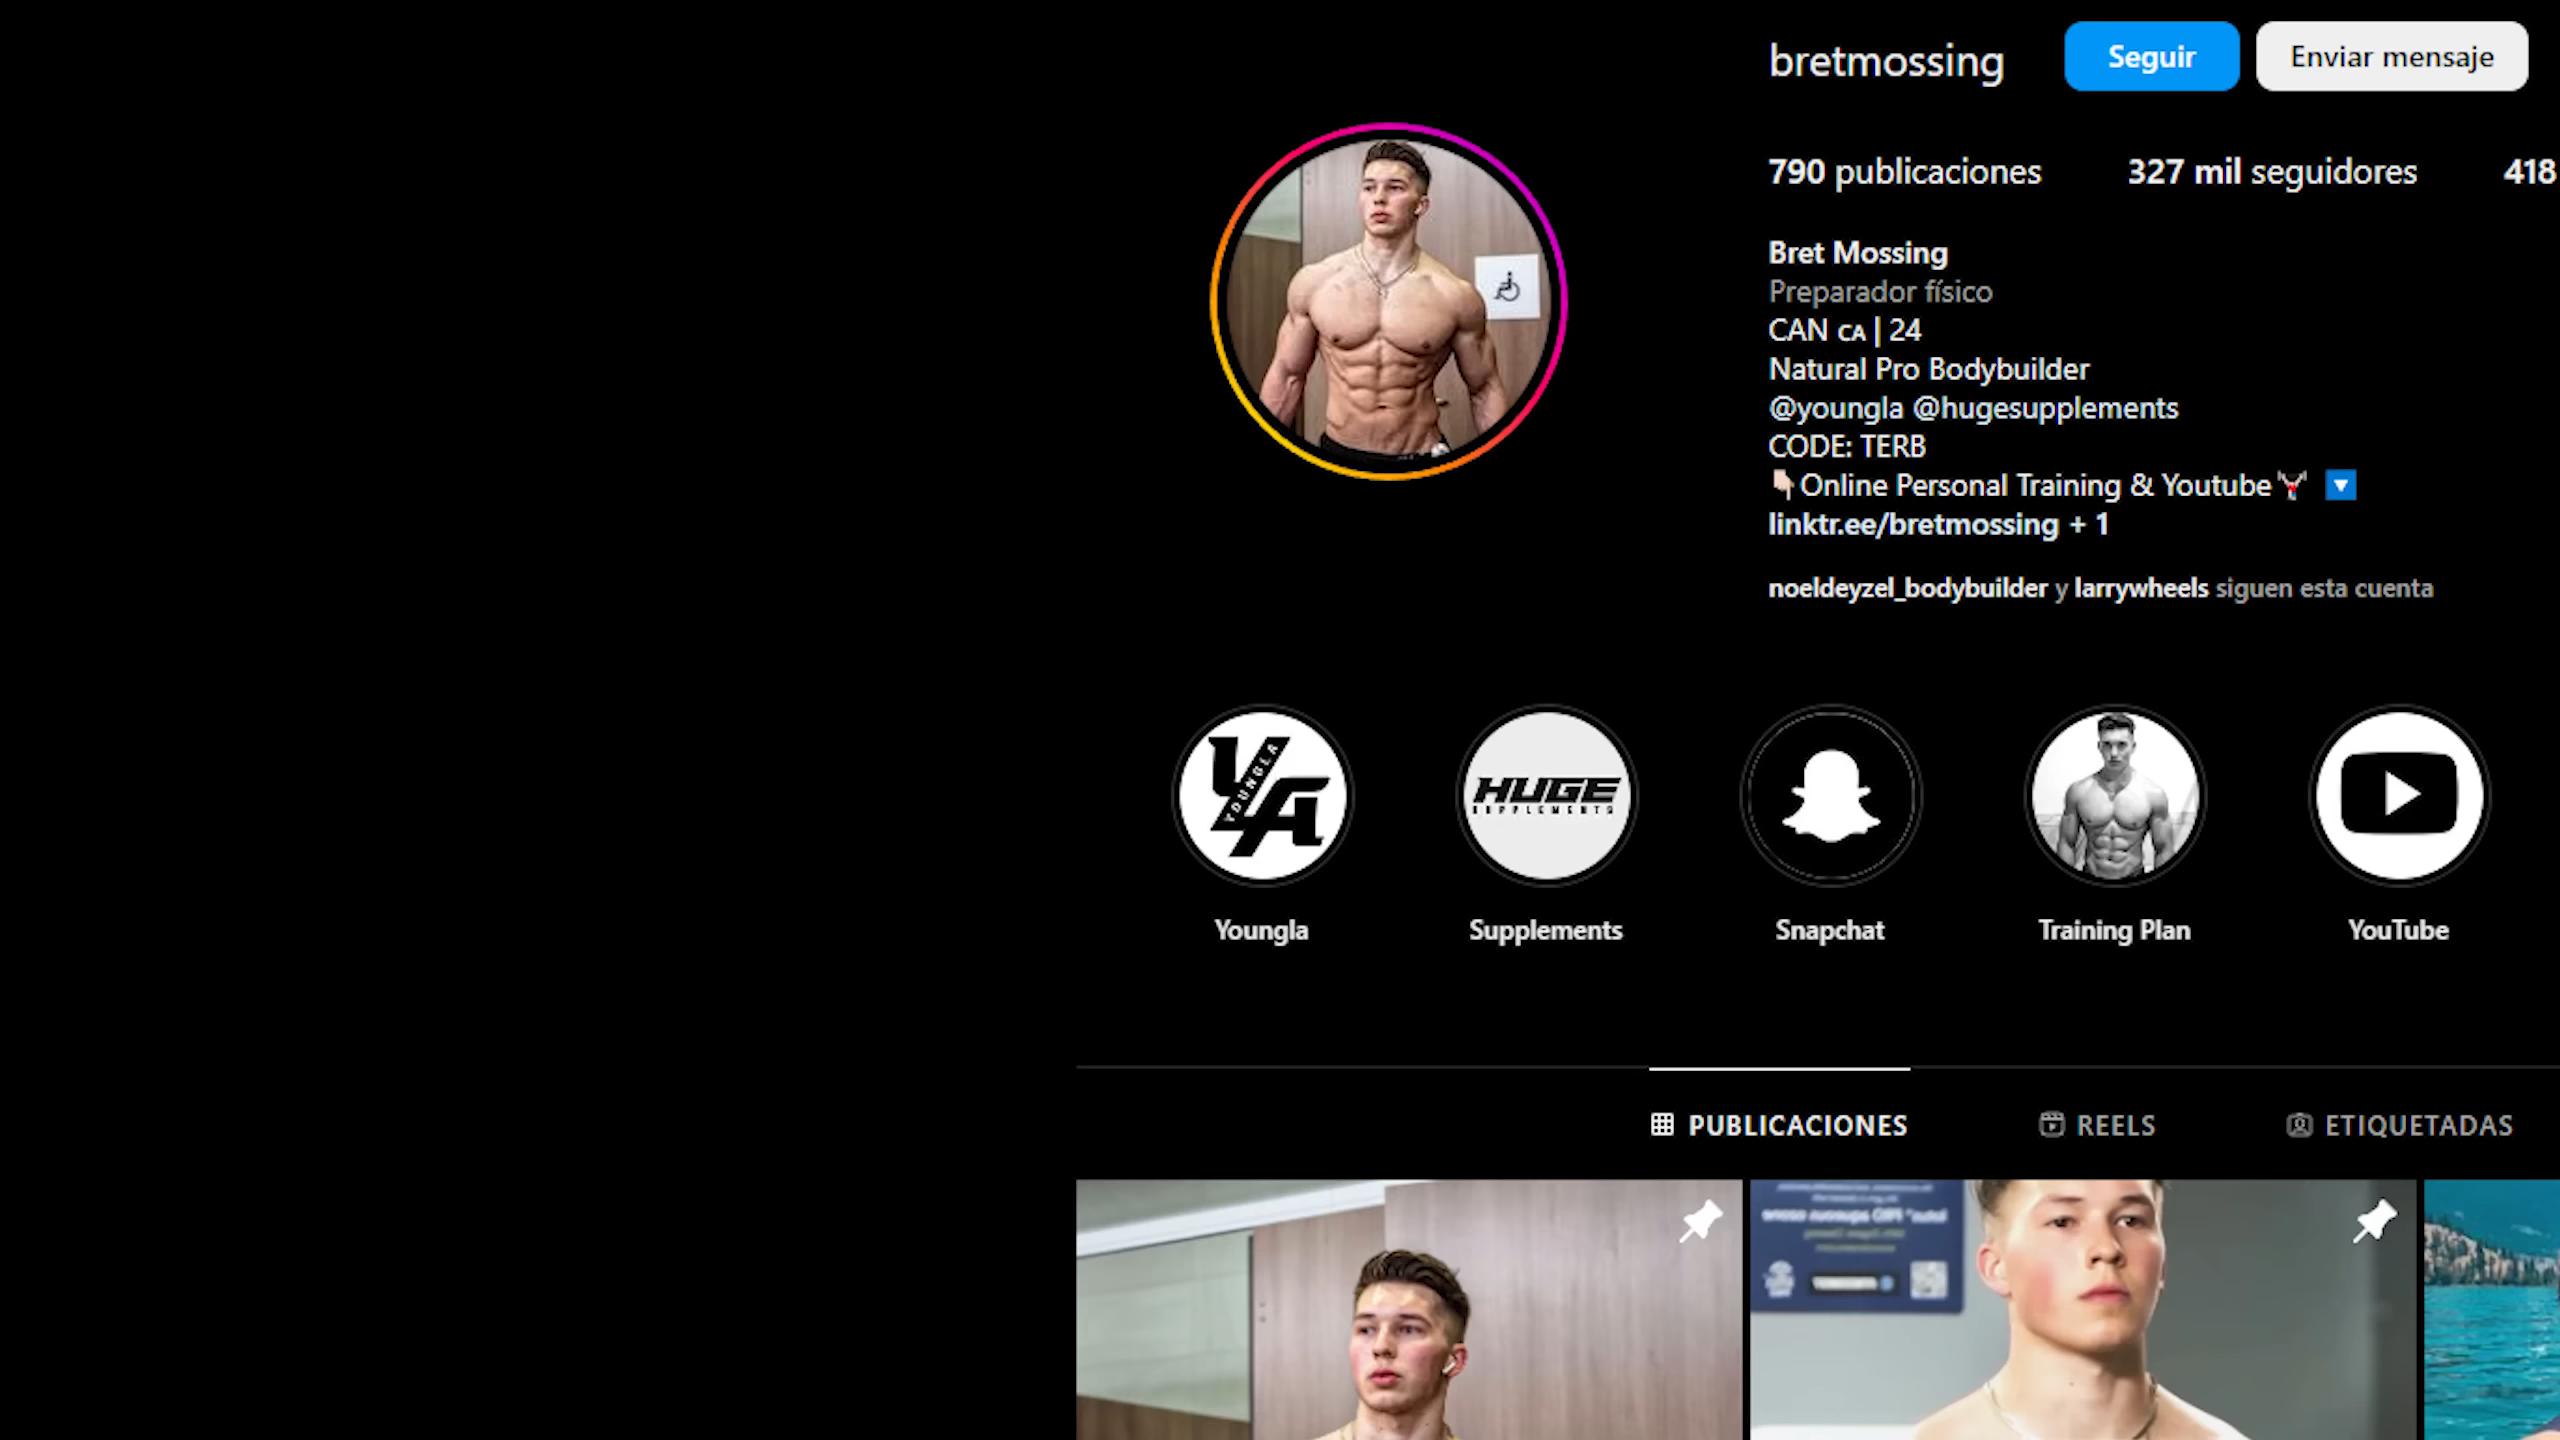 bretmossing Seguir Enviar mensaje
790 publicaciones 327 mil seguidores 418
Bret Mossing
Preparador físico
CAN CA | 24
Natural Pro Bodybuilder
@youngla @hugesupplements
CODE: TERB
👇🏻Online Personal Training & Youtube🏋🏻 🔽
linktr.ee/bretmossing + 1
noeldeyzel_bodybuilder y larrywheels siguen esta cuenta
YOUNGLA
HUGE
SUPPLEMENTS
Youngla Supplements Snapchat Training Plan YouTube
PUBLICACIONES REELS ETIQUETADAS